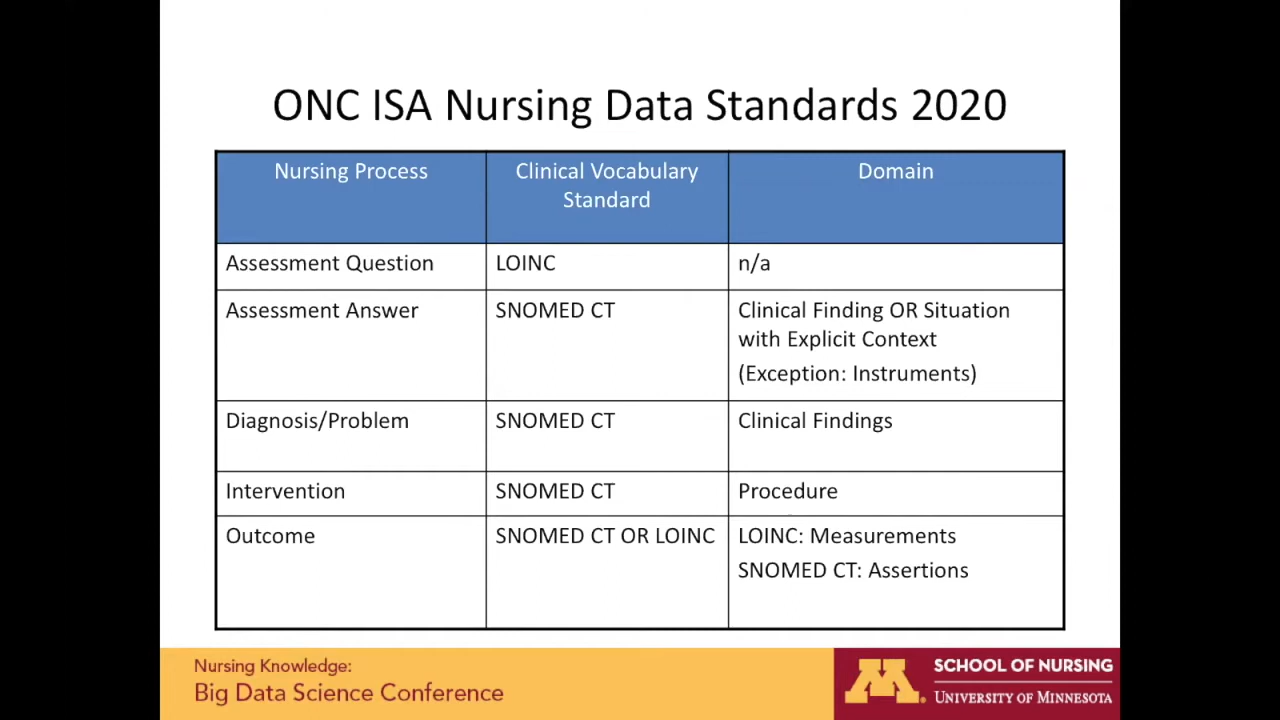 ONC ISA Nursing Data Standards 2020
Nursing Process
Clinical Vocabulary
Standard
Domain
Assessment Question
LOINC
n/a
Assessment Answer
SNOMED CT
Clinical Finding OR Situation
with Explicit Context
(Exception: Instruments)
Diagnosis/Problem
SNOMED CT
Clinical Findings
Intervention
SNOMED CT
Procedure
Outcome
SNOMED CT OR LOINC
LOINC: Measurements
SNOMED CT: Assertions
Nursing Knowledge:
Big Data Science Conference
M
SCHOOL OF NURSING
UNIVERSITY OF MINNESOTA